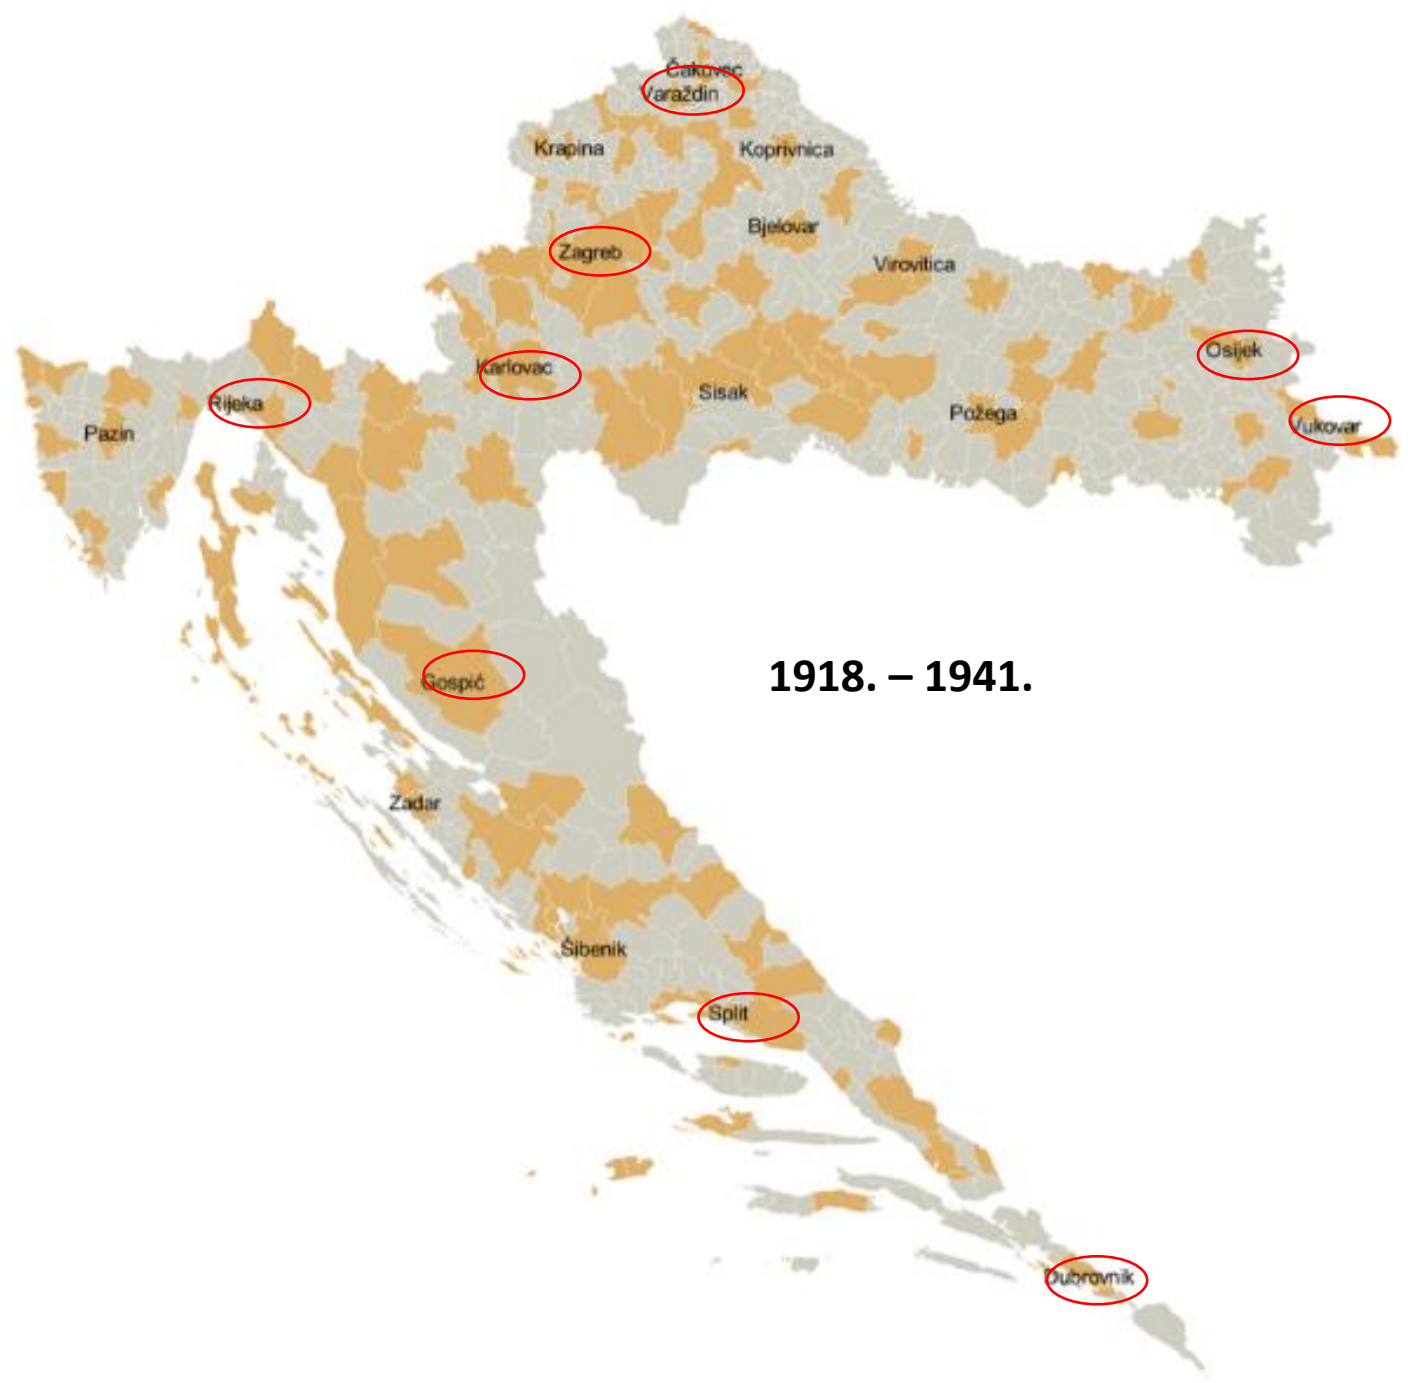 Čakovec
Varaždin
Krapina
Koprivnica
Bjelovar
Zagreb
Virovitica
Osijek
Karlovac
Sisak
Rijeka
Požega
Vukovar
Pazin
1918. – 1941.
Gospić
Zadar
Šibenik
Split
Dubrovnik